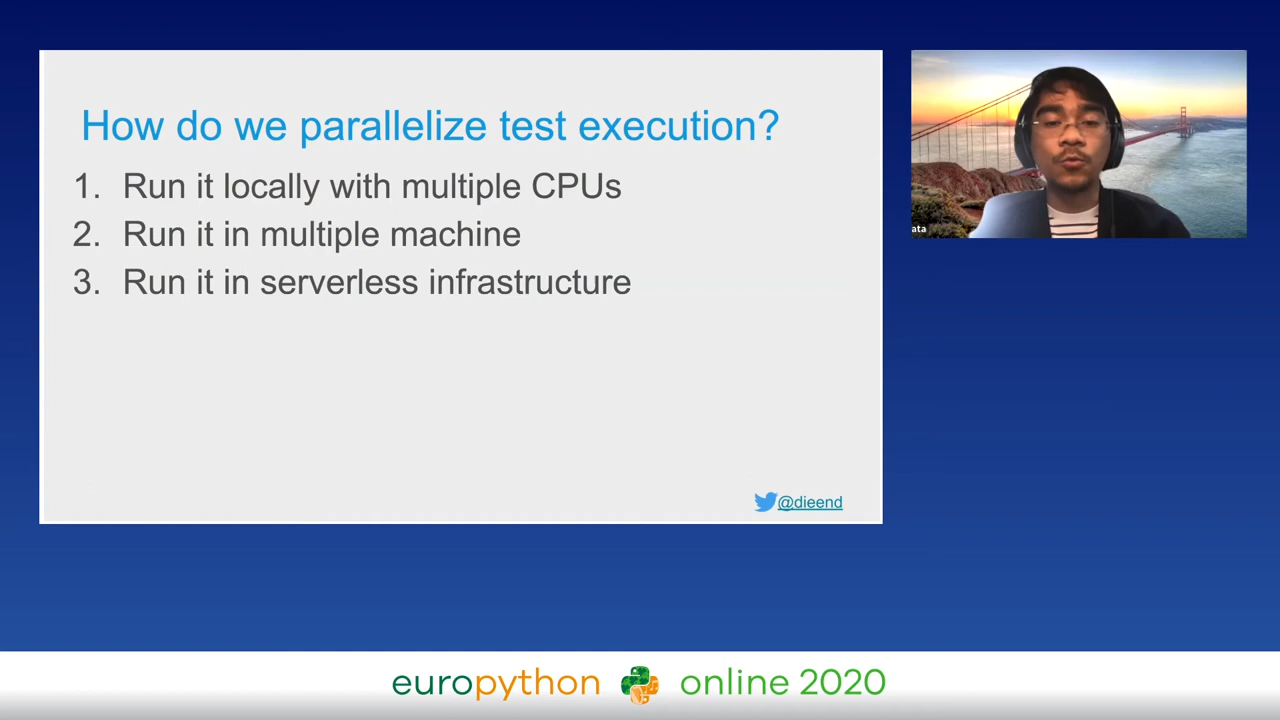 How do we parallelize test execution?
1. Run it locally with multiple CPUs
2. Run it in multiple machine
3. Run it in serverless infrastructure
@dieend
ata
europython online 2020